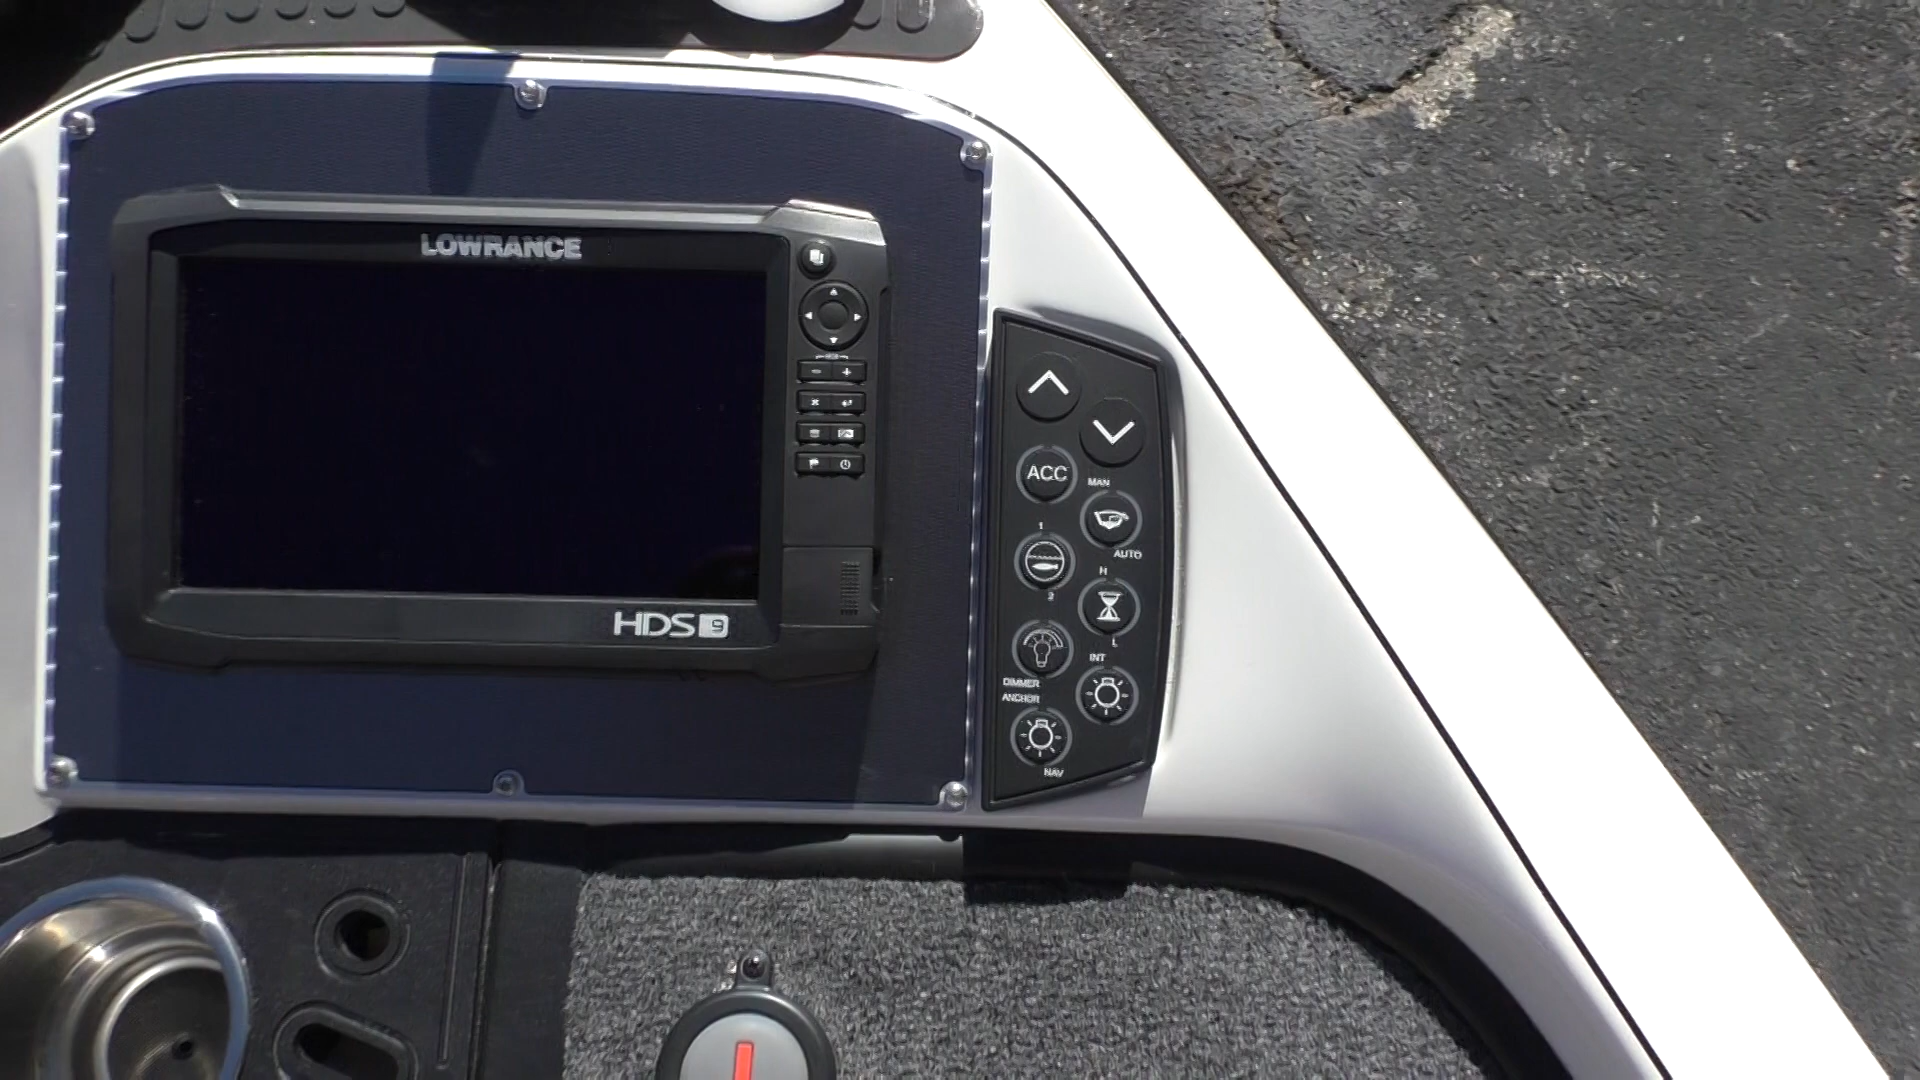 LOWRANCE
HDS 9
ACC
MAN
AUTO
1
2
H
L
DIMMER
INT
ANCHOR
NAV